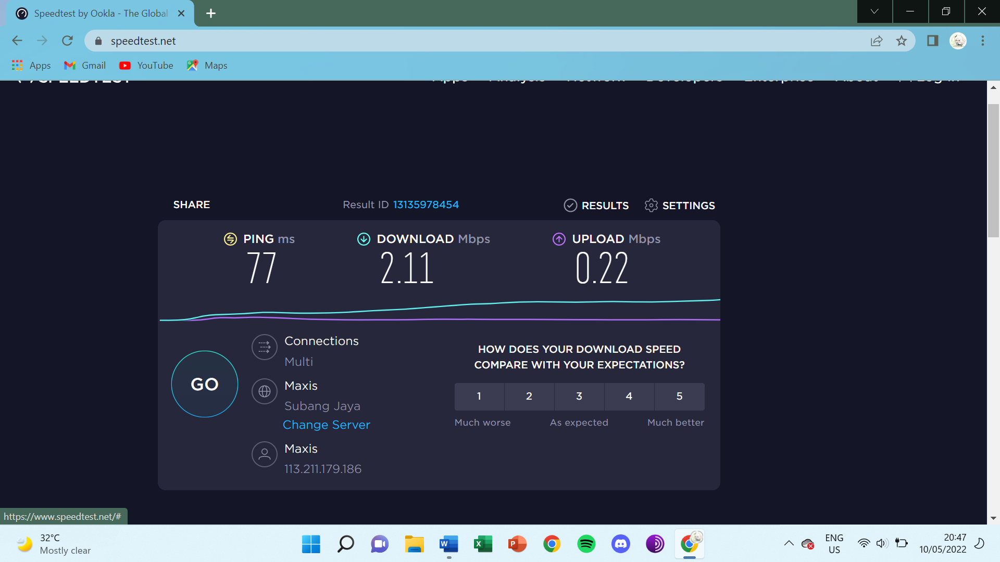 Speedtest by Ookla - The Global
speedtest.net
Apps
Gmail
YouTube
Maps
SHARE
Result ID 13135978454
RESULTS
SETTINGS
PING ms
77
DOWNLOAD Mbps
2.11
UPLOAD Mbps
0.22
GO
Connections
Multi
Maxis
Subang Jaya
Change Server
Maxis
113.211.179.186
HOW DOES YOUR DOWNLOAD SPEED
COMPARE WITH YOUR EXPECTATIONS?
1 2 3 4 5
Much worse As expected Much better
https://www.speedtest.net/#
32°C
Mostly clear
ENG
US
20:47
10/05/2022